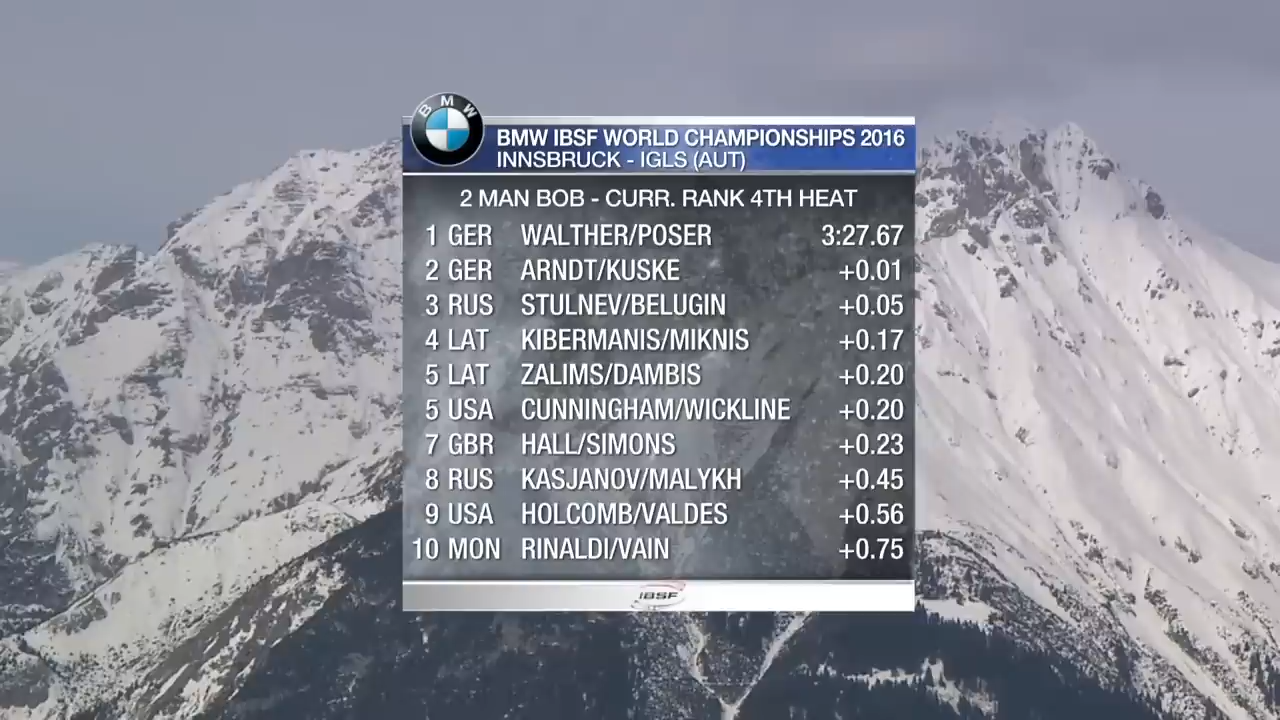 BMW
BMW IBSF WORLD CHAMPIONSHIPS 2016
INNSBRUCK - IGLS (AUT)
2 MAN BOB - CURR. RANK 4TH HEAT
1 GER WALTHER/POSER 3:27.67
2 GER ARNDT/KUSKE +0.01
3 RUS STULNEV/BELUGIN +0.05
4 LAT KIBERMANIS/MIKNIS +0.17
5 LAT ZALIMS/DAMBIS +0.20
5 USA CUNNINGHAM/WICKLINE +0.20
7 GBR HALL/SIMONS +0.23
8 RUS KASJANOV/MALYKH +0.45
9 USA HOLCOMB/VALDES +0.56
10 MON RINALDI/VAIN +0.75
IBSF